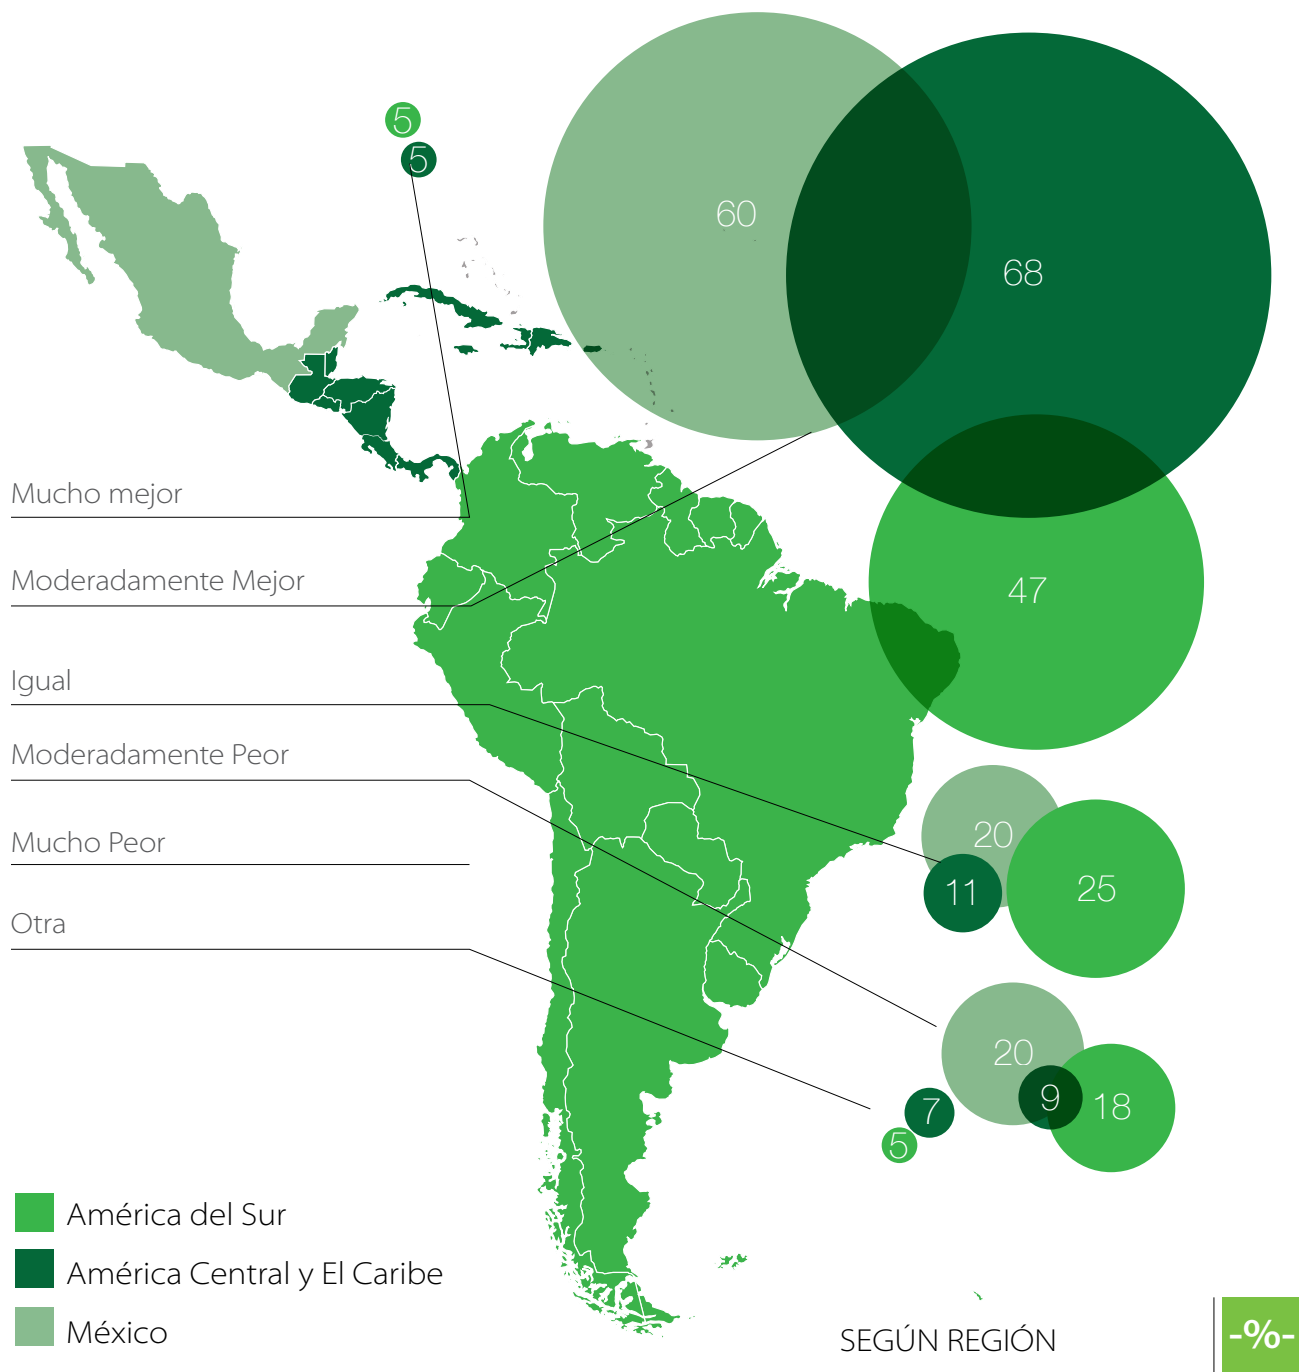 5
5
60
68
Mucho mejor
Moderadamente Mejor
47
Igual
Moderadamente Peor
20
Mucho Peor
11
25
Otra
20
9
18
7
5
América del Sur
América Central y El Caribe
México
SEGÚN REGIÓN
-%-